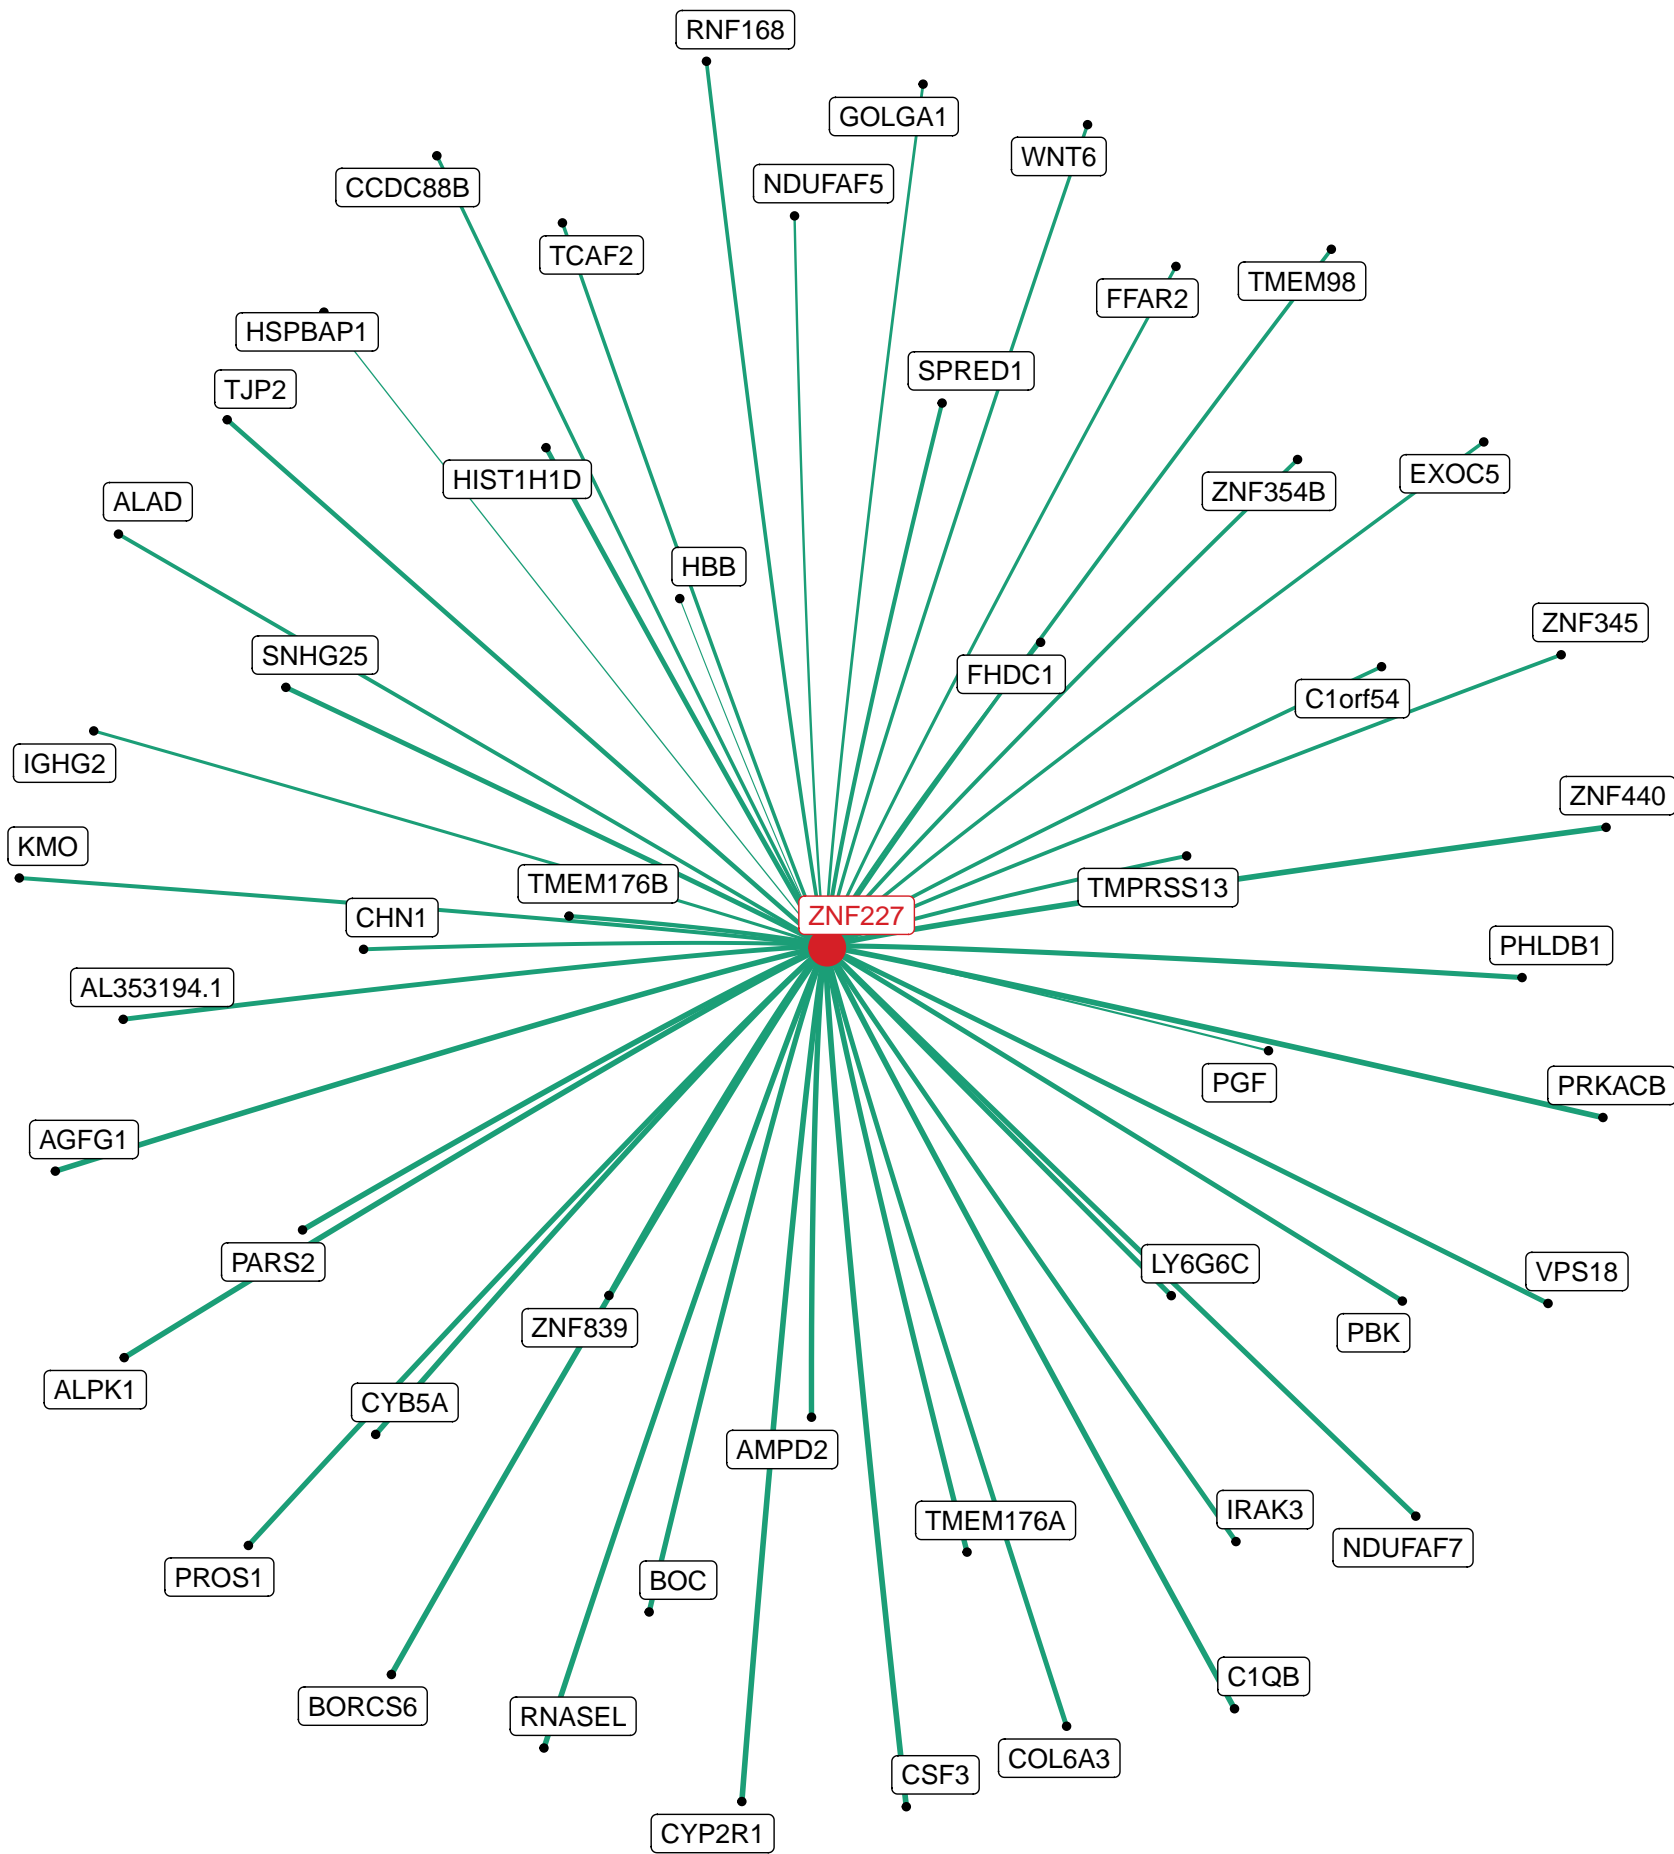 RNF168
GOLGA1
WNT6
NDUFAF5
CCDC88B
TCAF2
TMEM98
FFAR2
HSPBAP1
SPRED1
TJP2
EXOC5
HIST1H1D
ZNF354B
ALAD
HBB
ZNF345
SNHG25
FHDC1
C1orf54
IGHG2
ZNF440
KMO
TMEM176B
TMPRSS13
CHN1
ZNF227
PHLDB1
AL353194.1
PGF
PRKACB
AGFG1
PARS2
LY6G6C
VPS18
ZNF839
PBK
ALPK1
CYB5A
AMPD2
IRAK3
TMEM176A
NDUFAF7
PROS1
BOC
C1QB
BORCS6
RNASEL
COL6A3
CSF3
CYP2R1